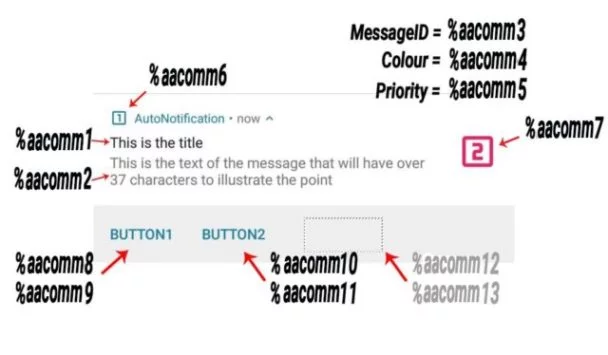 MessageID = %aacomm3
Colour = %aacomm4
Priority = %aacomm5
%aacomm6
1 AutoNotification • now ^
%aacomm7
%aacomm1
This is the title
2
%aacomm2
This is the text of the message that will have over
37 characters to illustrate the point
BUTTON1 BUTTON2
%aacomm8 %aacomm10 %aacomm12
%aacomm9 %aacomm11 %aacomm13